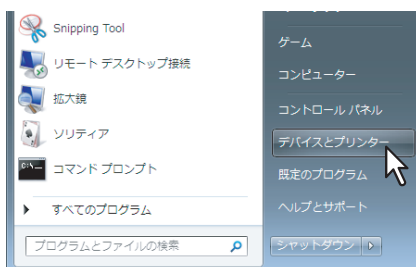 Snipping Tool
リモート デスクトップ接続
拡大鏡
ソリティア
コマンド プロンプト
すべてのプログラム
プログラムとファイルの検索
ゲーム
コンピューター
コントロール パネル
デバイスとプリンター
既定のプログラム
ヘルプとサポート
シャットダウン